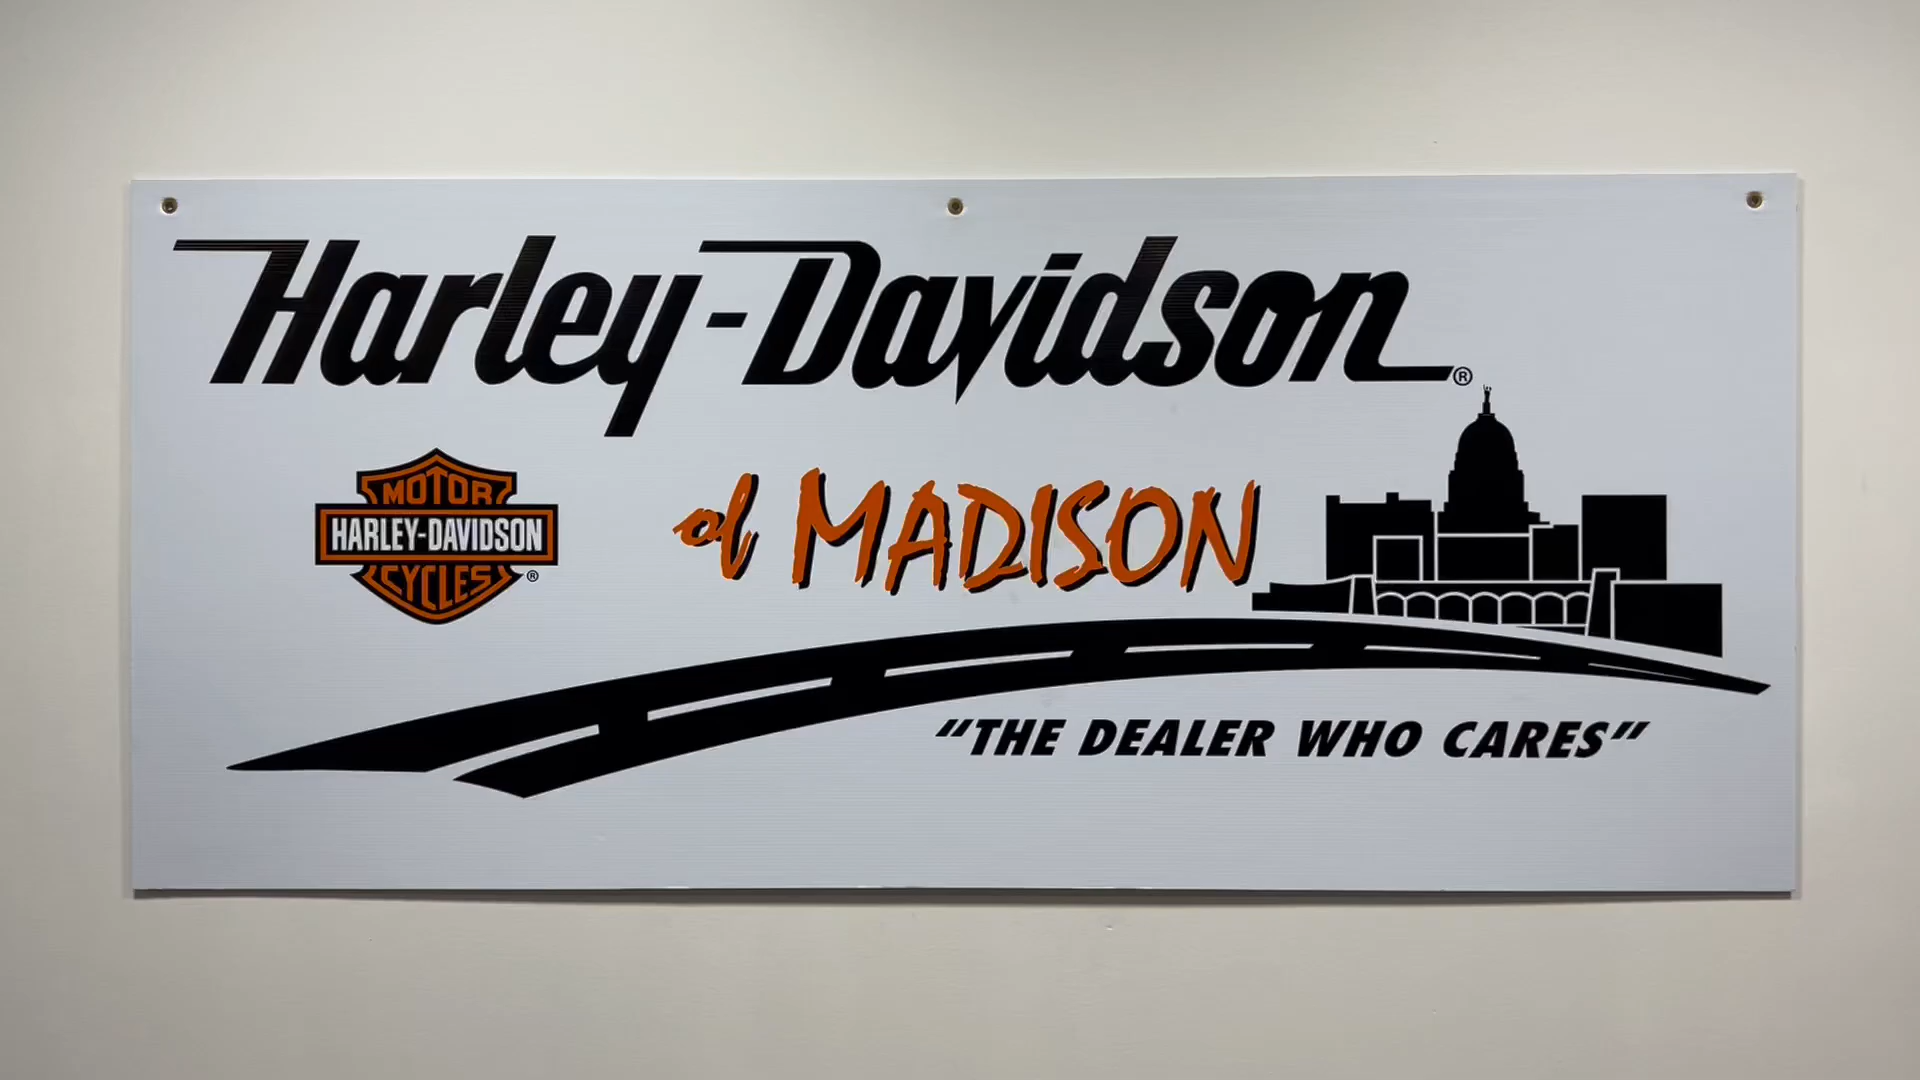 Harley-Davidson®
MOTOR
HARLEY-DAVIDSON
CYCLES®
of MADISON
“THE DEALER WHO CARES”